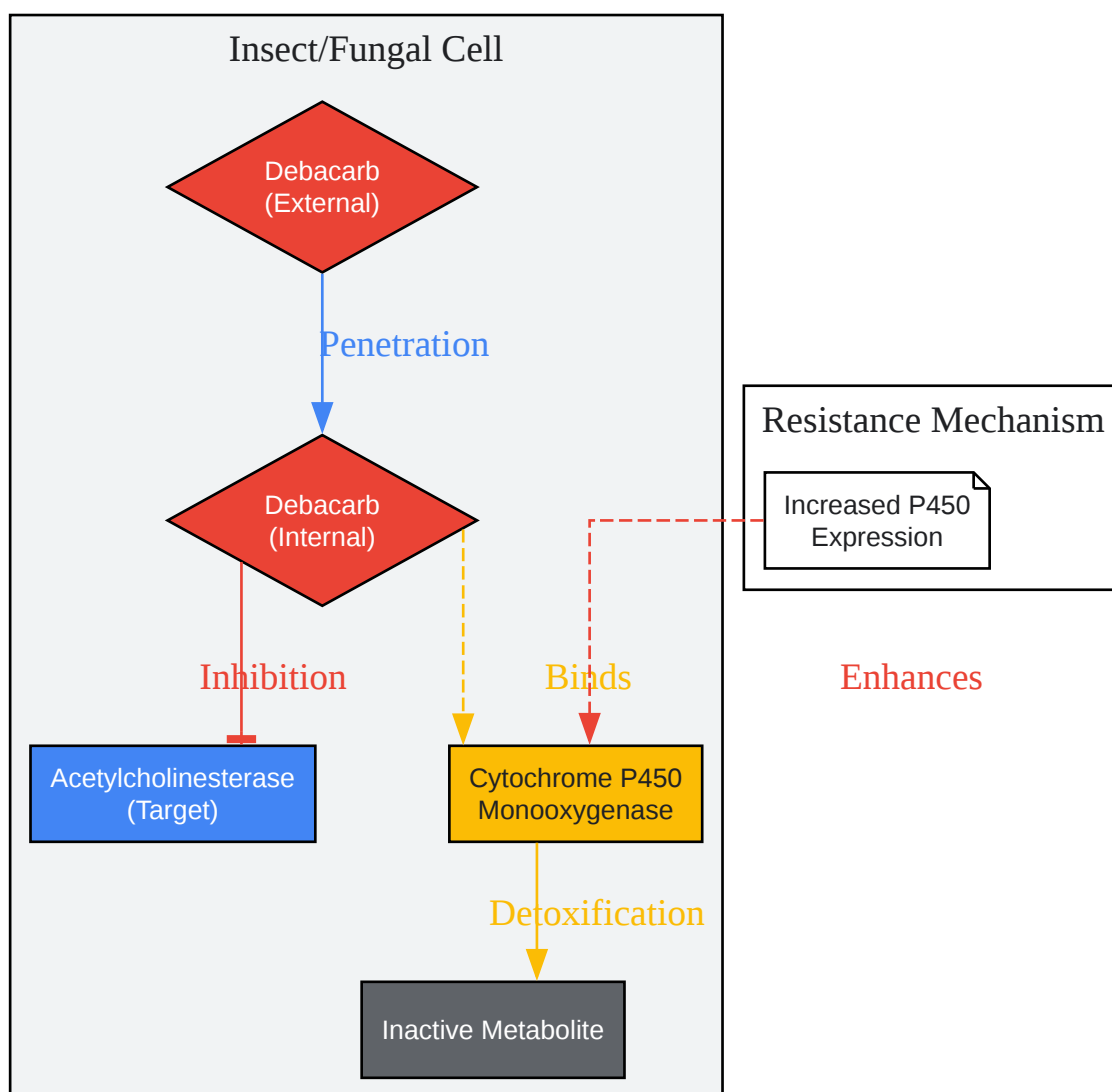 Insect/Fungal Cell
Debacarb
(External)
Penetration
Debacarb
(Internal)
Resistance Mechanism
Increased P450
Expression
Inhibition
Binds
Enhances
Acetylcholinesterase
(Target)
Cytochrome P450
Monooxygenase
Detoxification
Inactive Metabolite